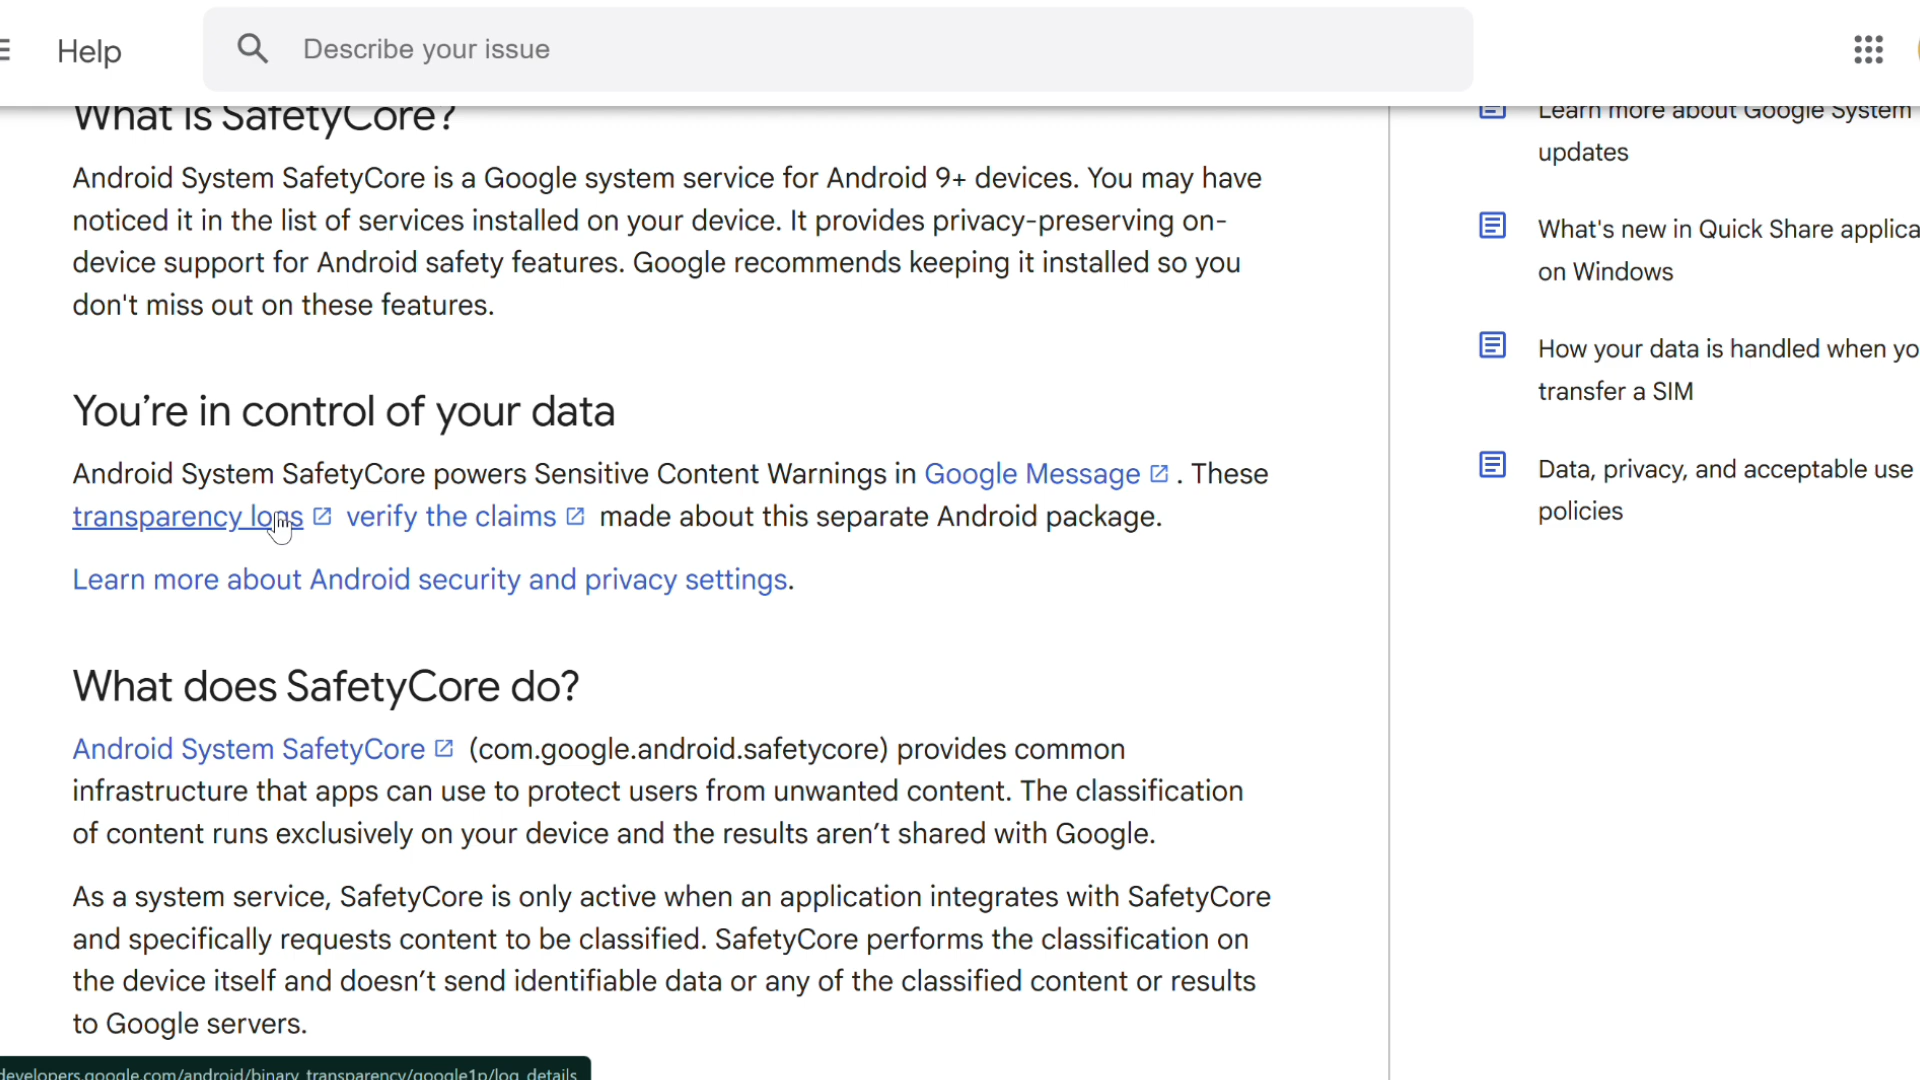 Help
Describe your issue
What is SafetyCore?
Android System SafetyCore is a Google system service for Android 9+ devices. You may have
noticed it in the list of services installed on your device. It provides privacy-preserving on-
device support for Android safety features. Google recommends keeping it installed so you
don't miss out on these features.
You're in control of your data
Android System SafetyCore powers Sensitive Content Warnings in Google Message . These
transparency logs verify the claims made about this separate Android package.
Learn more about Android security and privacy settings.
What does SafetyCore do?
Android System SafetyCore (com.google.android.safetycore) provides common
infrastructure that apps can use to protect users from unwanted content. The classification
of content runs exclusively on your device and the results aren't shared with Google.
As a system service, SafetyCore is only active when an application integrates with SafetyCore
and specifically requests content to be classified. SafetyCore performs the classification on
the device itself and doesn't send identifiable data or any of the classified content or results
to Google servers.
Learn more about Google System
updates
What's new in Quick Share applica
on Windows
How your data is handled when yo
transfer a SIM
Data, privacy, and acceptable use
policies
developers.google.com/android/binary_transparency/google1p/log_details